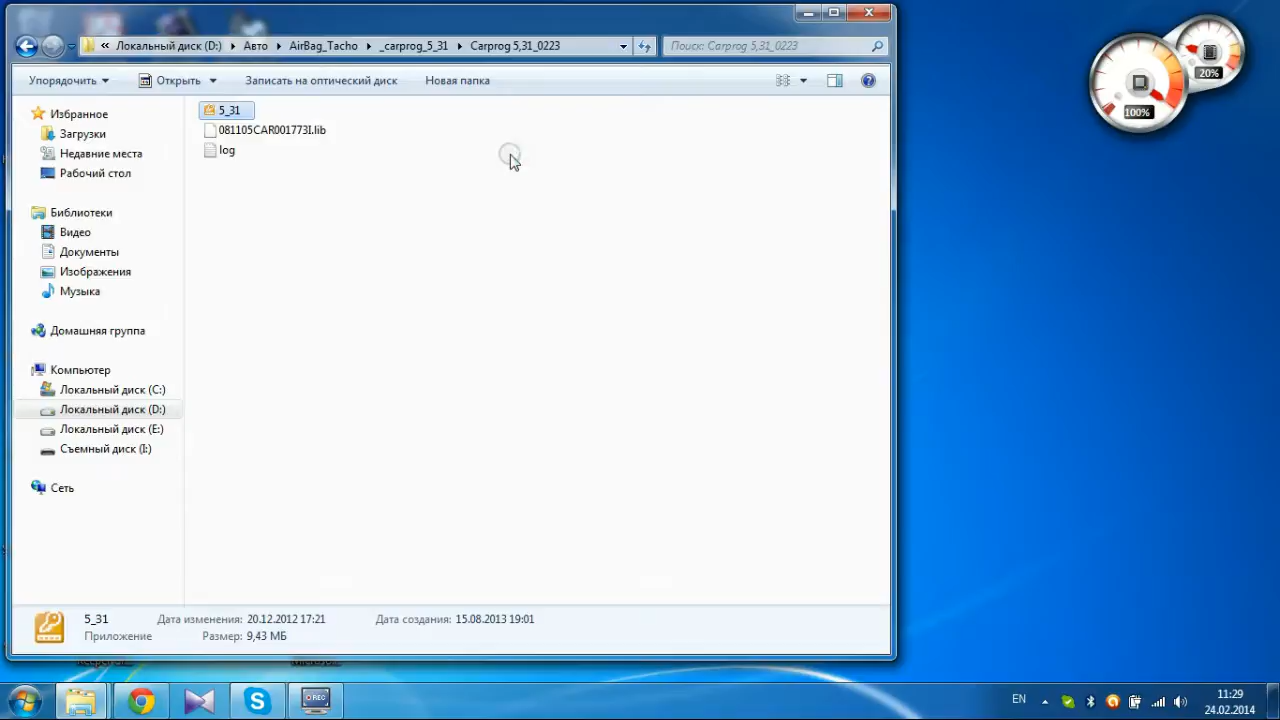 « Локальный диск (D:) ▸ Авто ▸ AirBag_Tacho ▸ _carprog_5_31 ▸ Carprog 5,31_0223
Поиск: Carprog 5,31_0223
Упорядочить Открыть Записать на оптический диск Новая папка
Избранное
Загрузки
Недавние места
Рабочий стол
Библиотеки
Видео
Документы
Изображения
Музыка
Домашняя группа
Компьютер
Локальный диск (C:)
Локальный диск (D:)
Локальный диск (E:)
Съемный диск (I:)
Сеть
5_31
081105CAR001773I.lib
log
5_31 Дата изменения: 20.12.2012 17:21 Дата создания: 15.08.2013 19:01
Приложение Размер: 9,43 МБ
20%
100%
REC
EN
11:29
24.02.2014